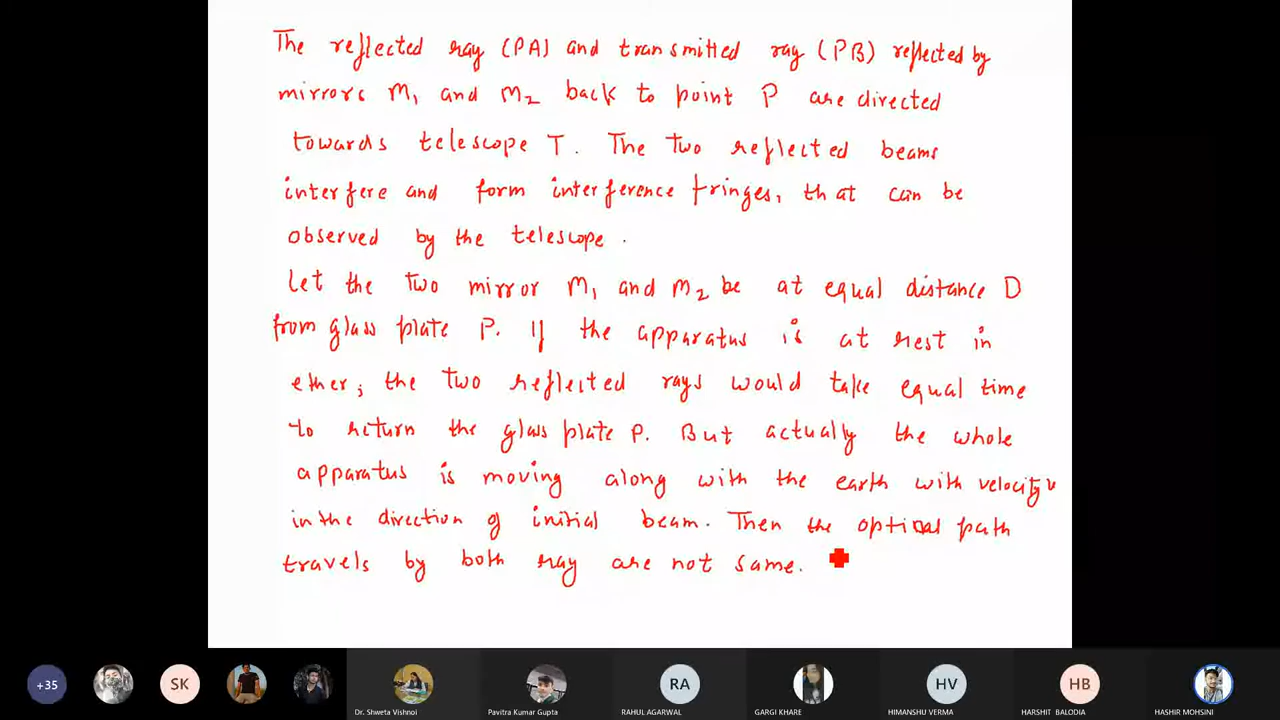 The reflected ray (PA) and transmitted ray (PB) reflected by
mirrors M1 and M2 back to point P are directed
towards telescope T. The two reflected beams
interfere and form interference fringes, that can be
observed by the telescope.
Let the two mirror M1 and M2 be at equal distance D
from glass plate P. If the apparatus is at rest in
ether, the two reflected rays would take equal time
to return the glass plate P. But actually the whole
apparatus is moving along with the earth with velocity v
in the direction of initial beam. Then the optical path
travels by both ray are not same.
+35 SK RA HV HB
Dr. Shweta Vishnoi Pavitra Kumar Gupta RAHUL AGARWAL GARGI KHARE HIMANSHU VERMA HARSHIT BALODIA HASHIR MOHSINI